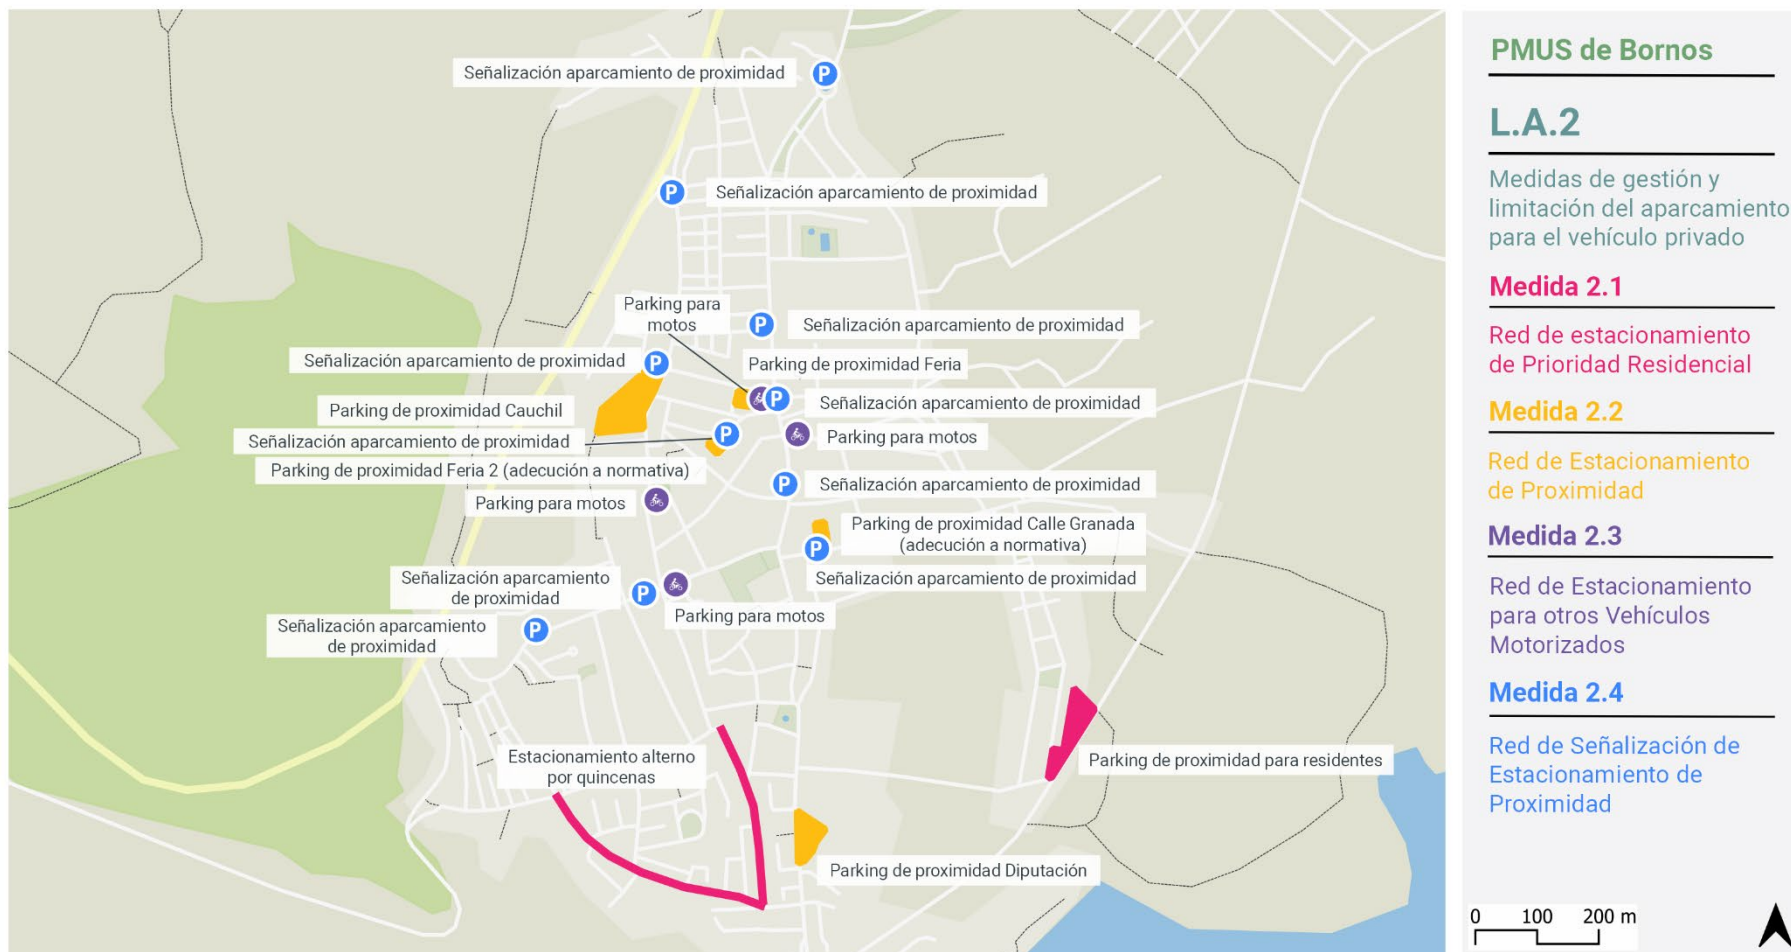 Señalización aparcamiento de proximidad
Señalización aparcamiento de proximidad
Parking para
motos
Señalización aparcamiento de proximidad
Señalización aparcamiento de proximidad
Parking de proximidad Feria
Parking de proximidad Cauchil
Señalización aparcamiento de proximidad
Señalización aparcamiento de proximidad
Parking para motos
Parking de proximidad Feria 2 (adecución a normativa)
Señalización aparcamiento de proximidad
Parking para motos
Parking de proximidad Calle Granada
(adecución a normativa)
Señalización aparcamiento de proximidad
Señalización aparcamiento
de proximidad
Parking para motos
Señalización aparcamiento
de proximidad
Estacionamiento alterno
por quincenas
Parking de proximidad para residentes
Parking de proximidad Diputación
P
P
P
P
P
P
P
P
P
P
PMUS de Bornos
L.A.2
Medidas de gestión y
limitación del aparcamiento
para el vehículo privado
Medida 2.1
Red de estacionamiento
de Prioridad Residencial
Medida 2.2
Red de Estacionamiento
de Proximidad
Medida 2.3
Red de Estacionamiento
para otros Vehículos
Motorizados
Medida 2.4
Red de Señalización de
Estacionamiento de
Proximidad
0 100 200 m